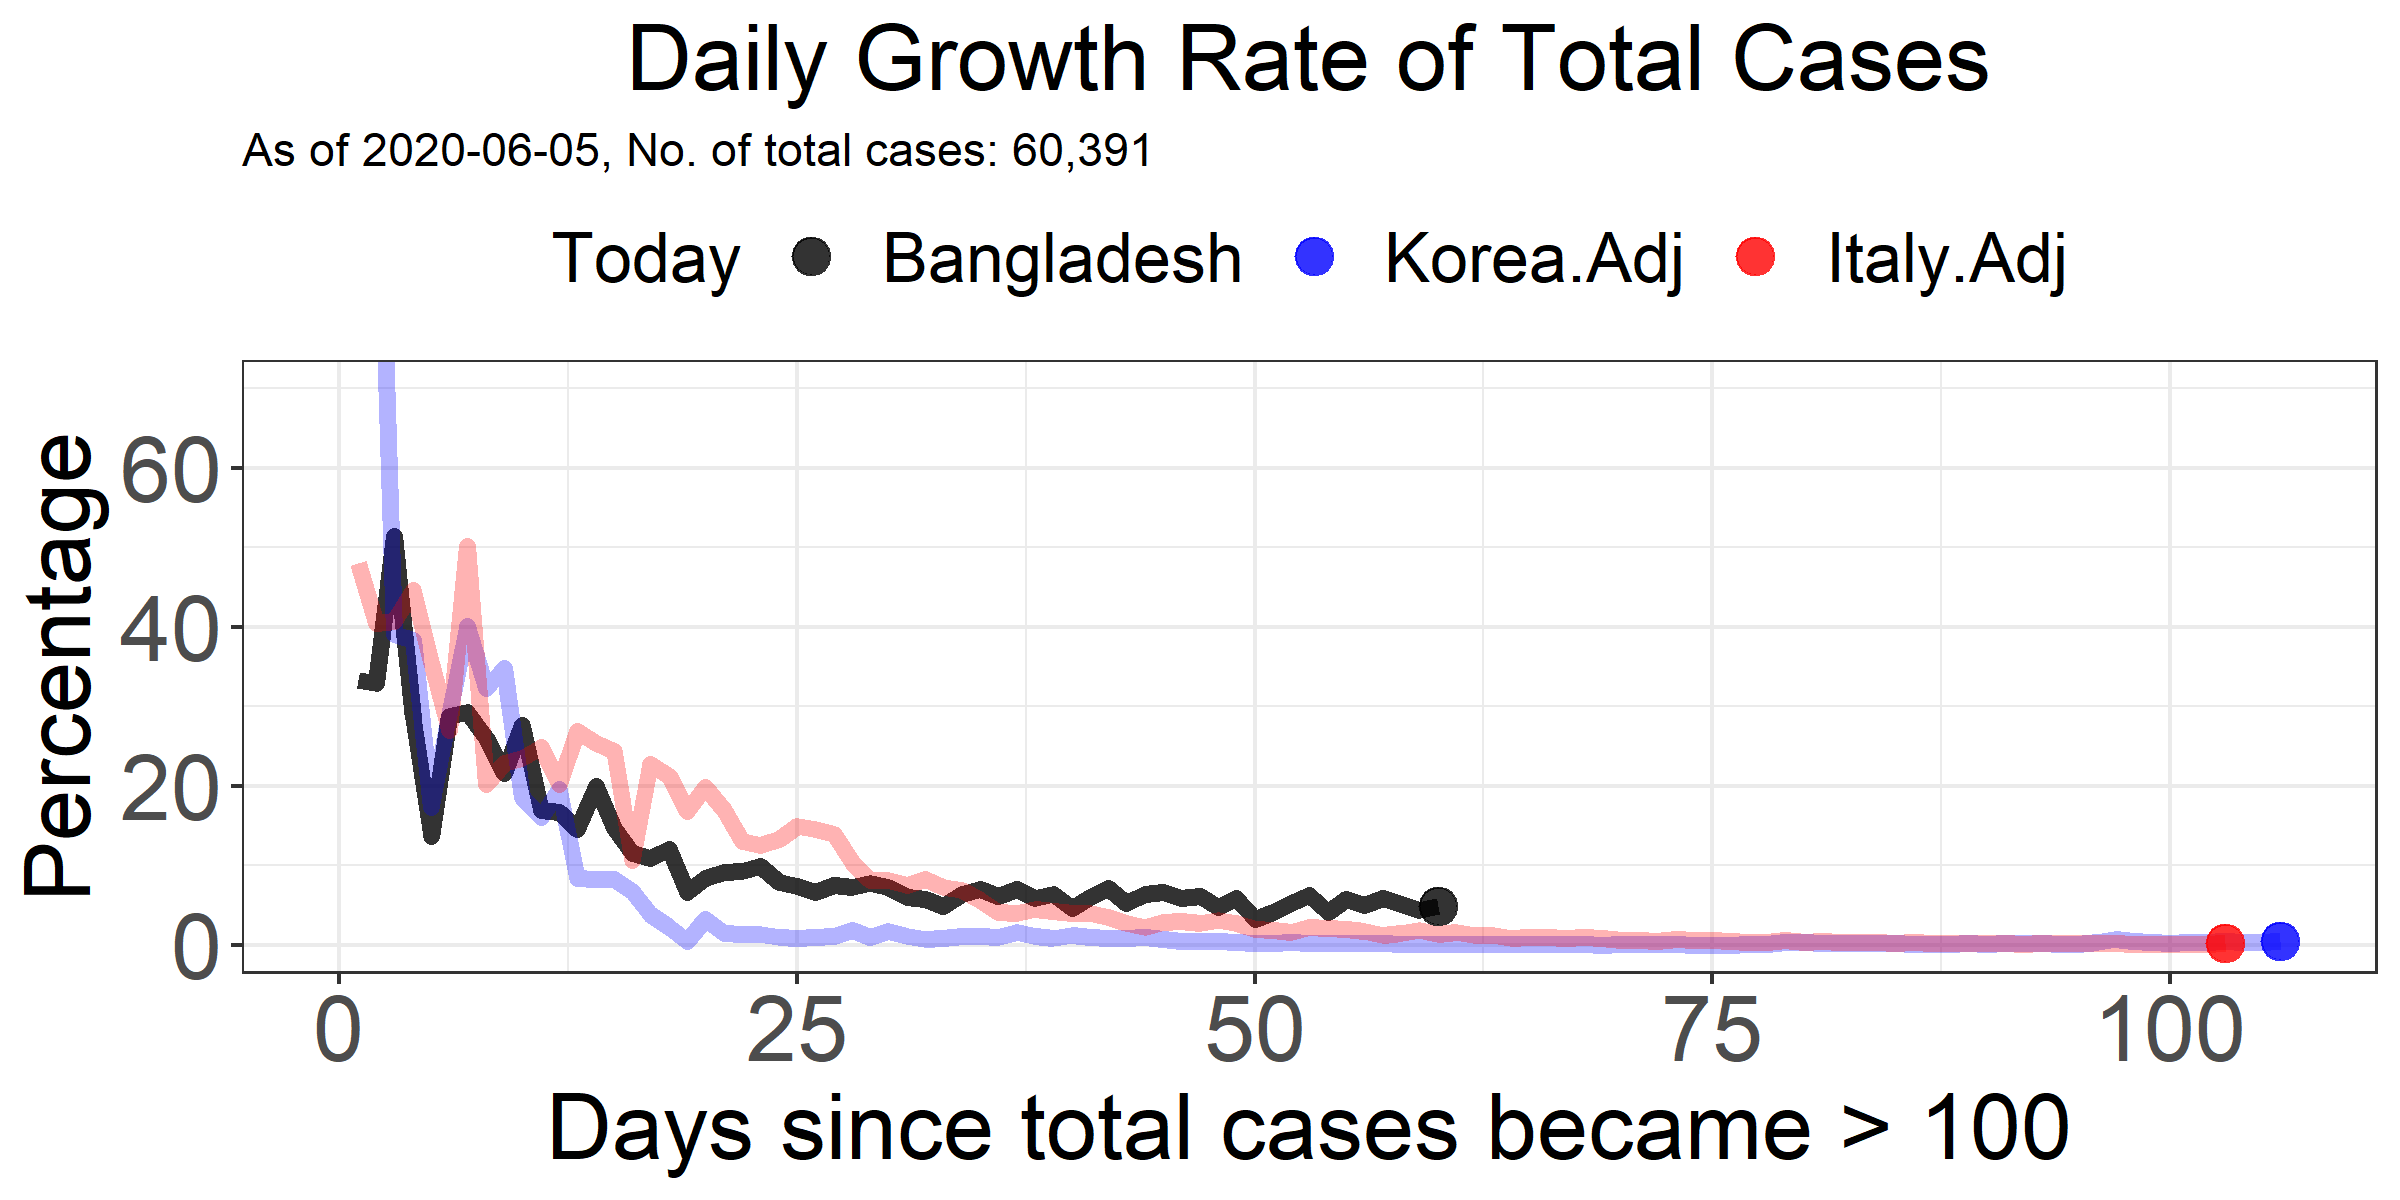 Daily Growth Rate of Total Cases
As of 2020-06-05, No. of total cases: 60,391
Today Bangladesh Korea.Adj Italy.Adj
Percentage
60
40
20
0
0 25 50 75 100
Days since total cases became > 100